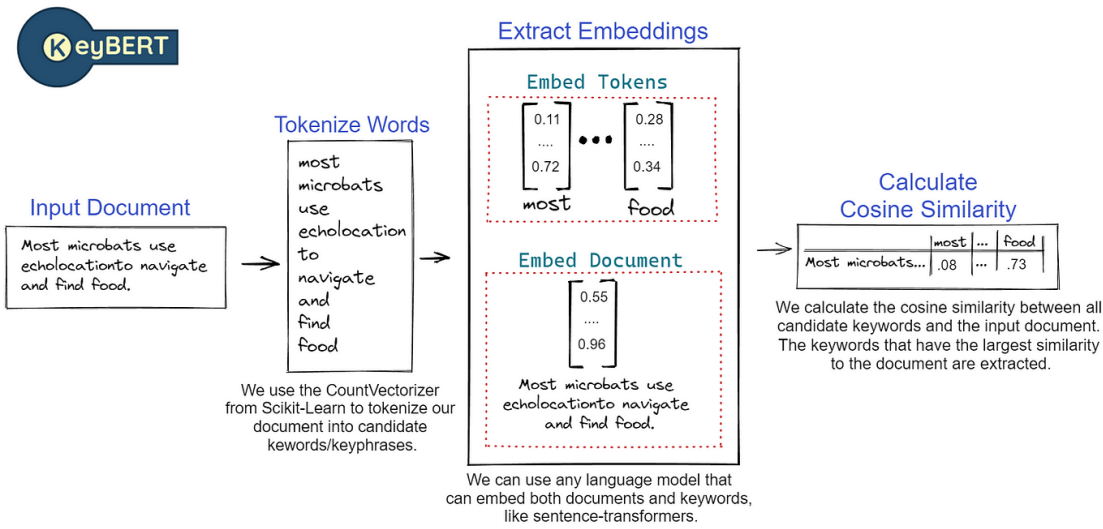 KeyBERT
Input Document
Most microbats use
echolocationto navigate
and find food.
Tokenize Words
most
microbats
use
echolocation
to
navigate
and
find
food
We use the CountVectorizer
from Scikit-Learn to tokenize our
document into candidate
kewords/keyphrases.
Extract Embeddings
Embed Tokens
0.11 0.28
.... ••• ....
0.72 0.34
most food
Embed Document
0.55
....
0.96
Most microbats use
echolocationto navigate
and find food.
We can use any language model that
can embed both documents and keywords,
like sentence-transformers.
Calculate
Cosine Similarity
most ... food
Most microbats... .08 ... .73
We calculate the cosine similarity between all
candidate keywords and the input document.
The keywords that have the largest similarity
to the document are extracted.